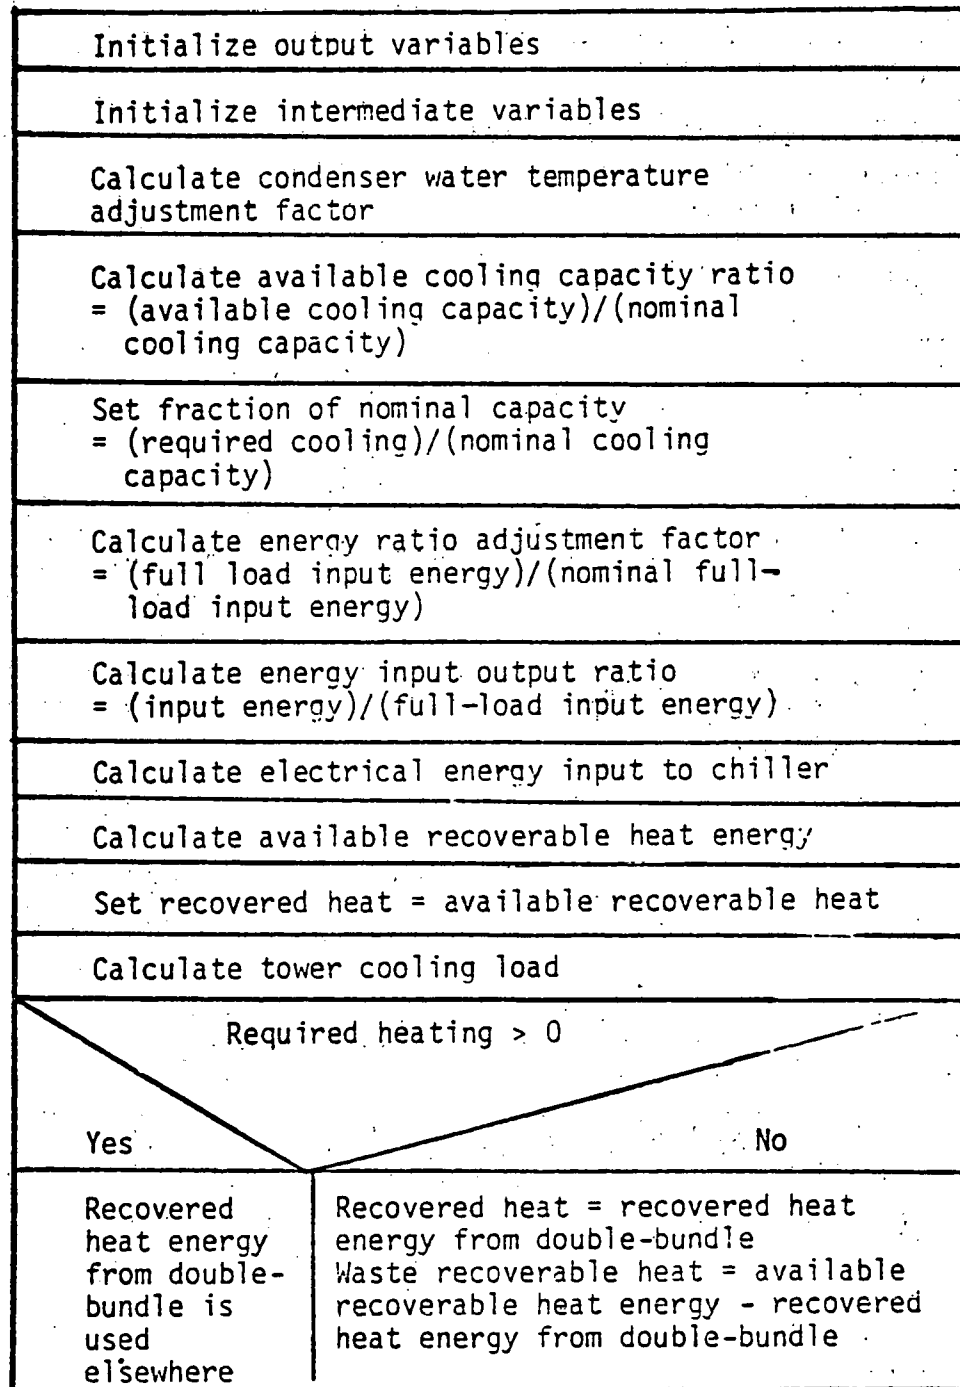 Initialize output variables
Initialize intermediate variables
Calculate condenser water temperature
adjustment factor
Calculate available cooling capacity ratio
= (available cooling capacity)/(nominal
cooling capacity)
Set fraction of nominal capacity
= (required cooling)/(nominal cooling
capacity)
Calculate energy ratio adjustment factor
= (full load input energy)/(nominal full-
load input energy)
Calculate energy input output ratio
= (input energy)/(full-load input energy)
Calculate electrical energy input to chiller
Calculate available recoverable heat energy
Set recovered heat = available recoverable heat
Calculate tower cooling load
Required heating > 0
Yes
No
Recovered
heat energy
from double-
bundle is
used
elsewhere
Recovered heat = recovered heat
energy from double-bundle
Waste recoverable heat = available
recoverable heat energy - recovered
heat energy from double-bundle